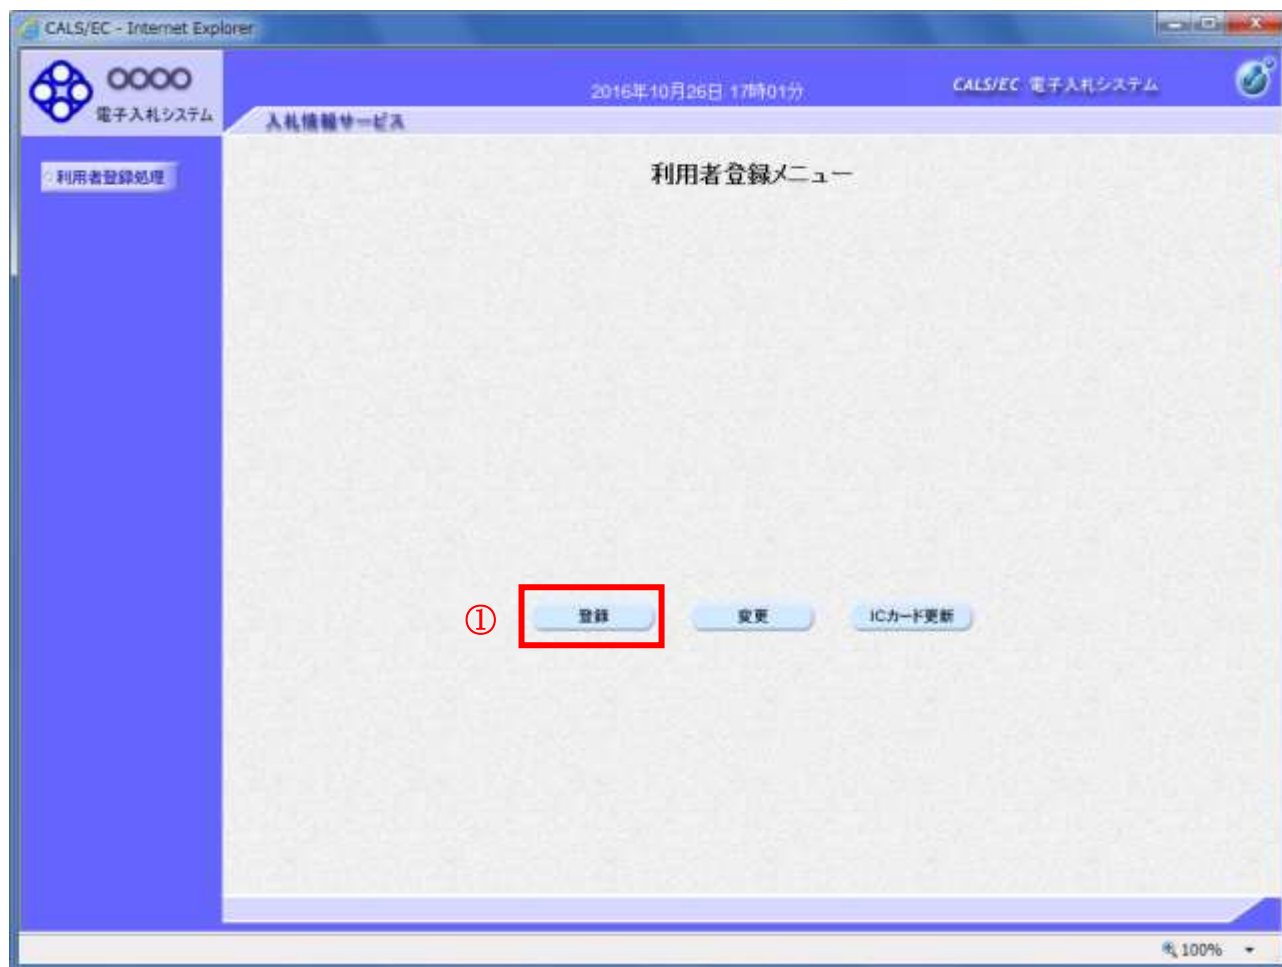 CALS/EC - Internet Explorer
〇〇〇〇
電子入札システム
2016年10月26日 17時01分
CALS/EC 電子入札システム
入札情報サービス
利用者登録処理
利用者登録メニュー
① 登録 変更 ICカード更新
100%